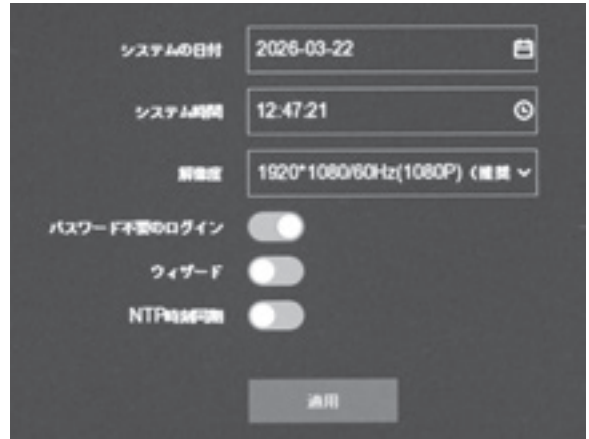 システムの日付 2026-03-22
システム時間 12:47:21
解像度 1920*1080/60Hz(1080P)（推奨
パスワード不要のログイン
ウィザード
NTP時刻同期
適用